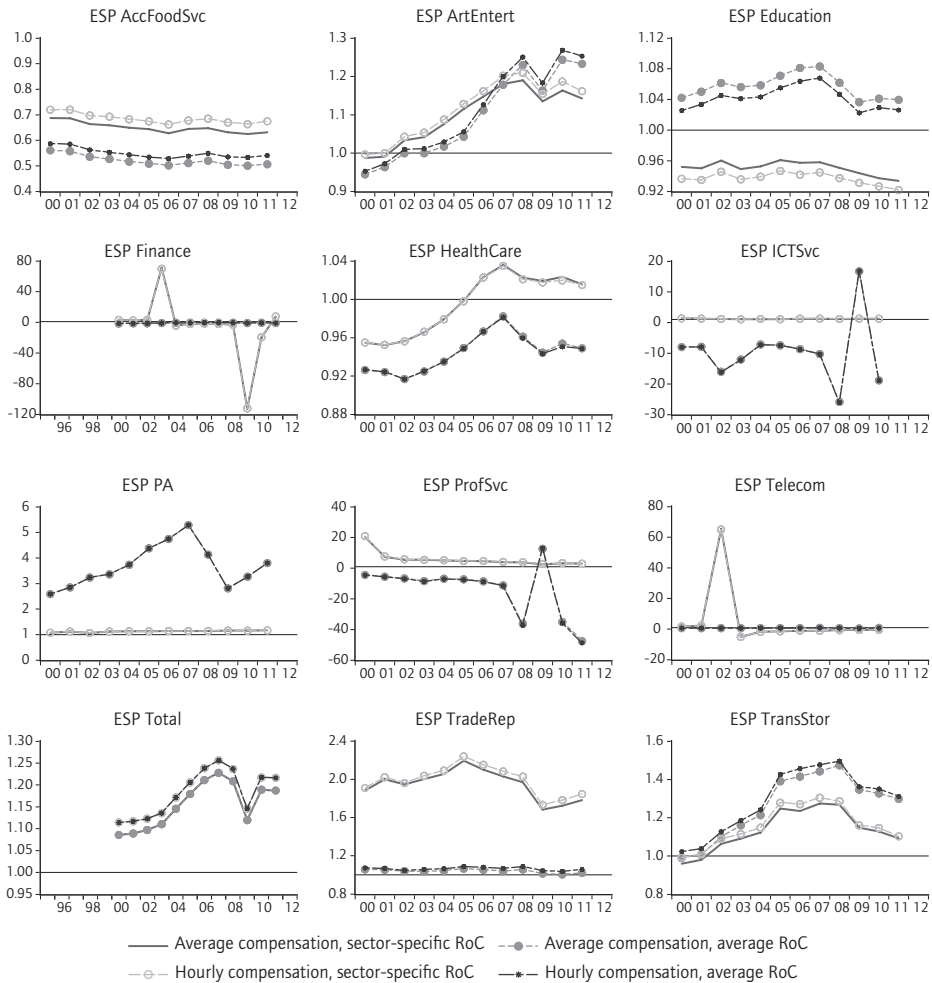 ESP AccFoodSvc
1.0
0.9
0.8
0.7
0.6
0.5
0.4
00 01 02 03 04 05 06 07 08 09 10 11 12
ESP ArtEntert
1.3
1.2
1.1
1.0
0.9
00 01 02 03 04 05 06 07 08 09 10 11 12
ESP Education
1.12
1.08
1.04
1.00
0.96
0.92
00 01 02 03 04 05 06 07 08 09 10 11 12
ESP Finance
80
40
0
-40
-80
-120
96 98 00 02 04 06 08 10 12
ESP HealthCare
1.04
1.00
0.96
0.92
0.88
00 01 02 03 04 05 06 07 08 09 10 11 12
ESP ICTSvc
20
10
0
-10
-20
-30
00 01 02 03 04 05 06 07 08 09 10 11 12
ESP PA
6
5
4
3
2
1
0
00 01 02 03 04 05 06 07 08 09 10 11 12
ESP ProfSvc
40
20
0
-20
-40
-60
00 01 02 03 04 05 06 07 08 09 10 11 12
ESP Telecom
80
60
40
20
0
-20
00 01 02 03 04 05 06 07 08 09 10 11 12
ESP Total
1.30
1.25
1.20
1.15
1.10
1.05
1.00
0.95
96 98 00 02 04 06 08 10 12
ESP TradeRep
2.4
2.0
1.6
1.2
1.0
0.8
00 01 02 03 04 05 06 07 08 09 10 11 12
ESP TransStor
1.6
1.4
1.2
1.0
0.8
00 01 02 03 04 05 06 07 08 09 10 11 12
Average compensation, sector-specific RoC
Average compensation, average RoC
Hourly compensation, sector-specific RoC
Hourly compensation, average RoC